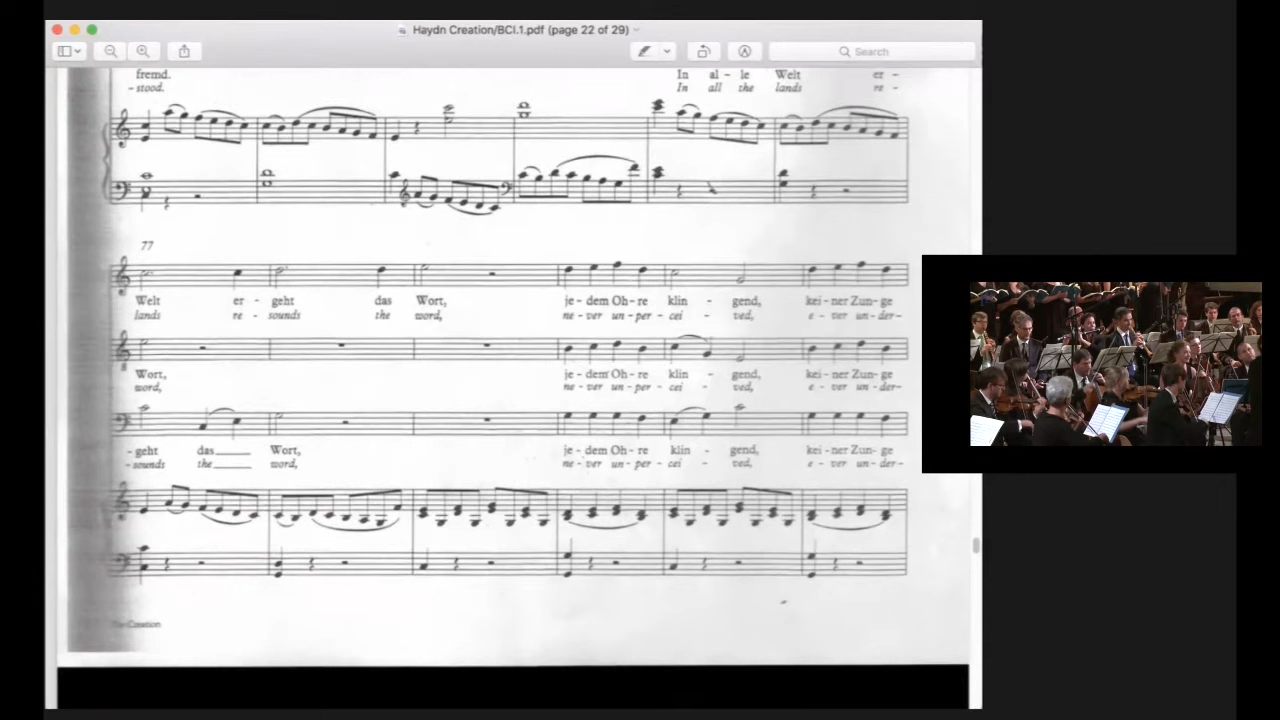 Haydn Creation/BCI.1.pdf (page 22 of 29)
Search
fremd. In al - le Welt er -
- stood. In all the lands re -
77
Welt er - geht das Wort, je - dem Oh - re klin - gend, kei - ner Zun - ge
lands re - sounds the word, ne - ver un - per - cei - ved, e - ver un - der-
Wort, je - dem Oh - re klin - gend, kei - ner Zun - ge
word, ne - ver un - per - cei - ved, e - ver un - der-
- geht das Wort, je - dem Oh - re klin - gend, kei - ner Zun - ge
- sounds the word, ne - ver un - per - cei - ved, e - ver un - der-
Creation